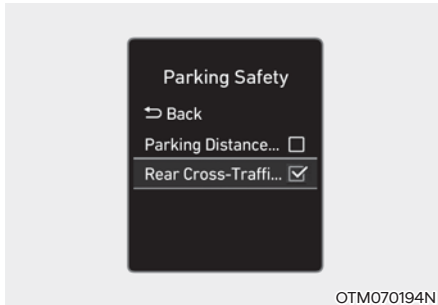 Parking Safety
Back
Parking Distance...
Rear Cross-Traffi...
OTM070194N